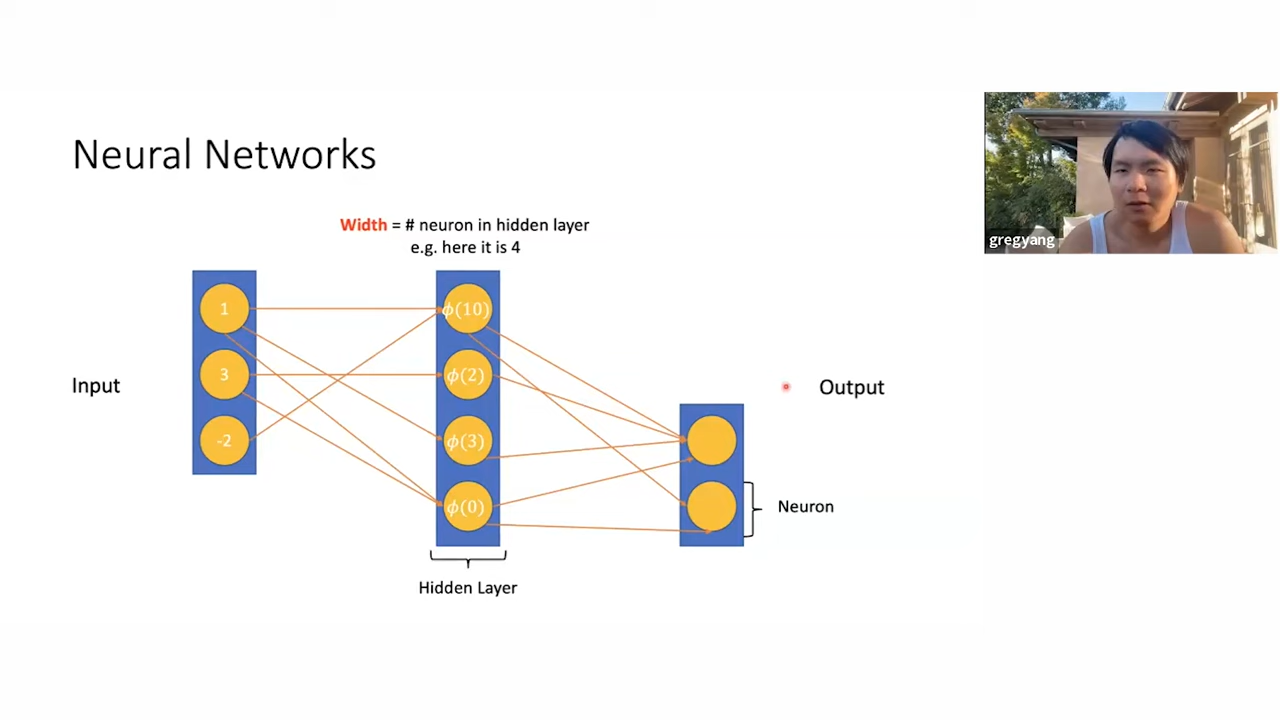 Neural Networks
gregyang
Width = # neuron in hidden layer
e.g. here it is 4
1
3
-2
Input
ϕ(10)
ϕ(2)
ϕ(3)
ϕ(0)
Hidden Layer
Output
Neuron